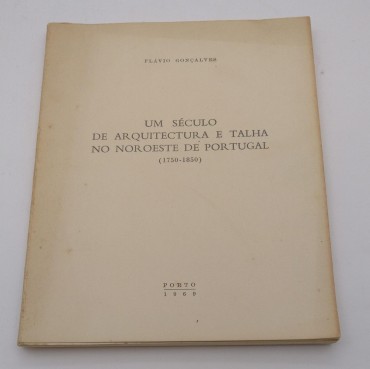 FLÁVIO GONÇALVES
UM SÉCULO
DE ARQUITECTURA E TALHA
NO NOROESTE DE PORTUGAL
(1750-1850)
PORTO
1969